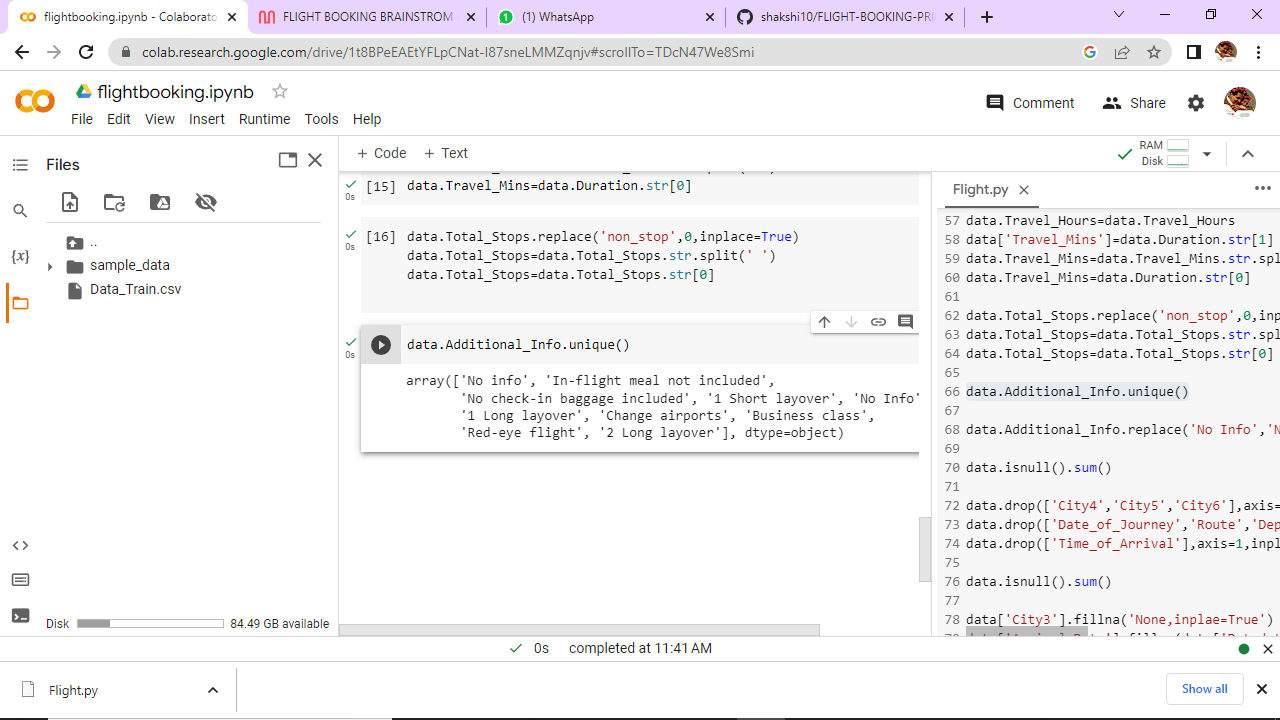 flightbooking.ipynb - Colaborato
FLIGHT BOOKING BRAINSTROM
(1) WhatsApp
shakshi10/FLIGHT-BOOKING-PRI
colab.research.google.com/drive/1t8BPeEAEtYFLpCNat-I87sneLMMZqnjv#scrollTo=TDcN47We8Smi
flightbooking.ipynb
File Edit View Insert Runtime Tools Help
Comment
Share
Files
+ Code + Text
RAM
Disk
..
sample_data
Data_Train.csv
Disk
84.49 GB available
0s
[15] data.Travel_Mins=data.Duration.str[0]
0s
[16] data.Total_Stops.replace('non_stop',0,inplace=True)
data.Total_Stops=data.Total_Stops.str.split(' ')
data.Total_Stops=data.Total_Stops.str[0]
0s
data.Additional_Info.unique()
array(['No info', 'In-flight meal not included',
'No check-in baggage included', '1 Short layover', 'No Info'
'1 Long layover', 'Change airports', 'Business class',
'Red-eye flight', '2 Long layover'], dtype=object)
Flight.py
57 data.Travel_Hours=data.Travel_Hours
58 data['Travel_Mins']=data.Duration.str[1]
59 data.Travel_Mins=data.Travel_Mins.str.spl
60 data.Travel_Mins=data.Duration.str[0]
61
62 data.Total_Stops.replace('non_stop',0,inp
63 data.Total_Stops=data.Total_Stops.str.spl
64 data.Total_Stops=data.Total_Stops.str[0]
65
66 data.Additional_Info.unique()
67
68 data.Additional_Info.replace('No Info','N
69
70 data.isnull().sum()
71
72 data.drop(['City4','City5','City6'],axis=
73 data.drop(['Date_of_Journey','Route','Dep
74 data.drop(['Time_of_Arrival'],axis=1,inpl
75
76 data.isnull().sum()
77
78 data['City3'].fillna('None,inplae=True')
0s completed at 11:41 AM
Flight.py
Show all